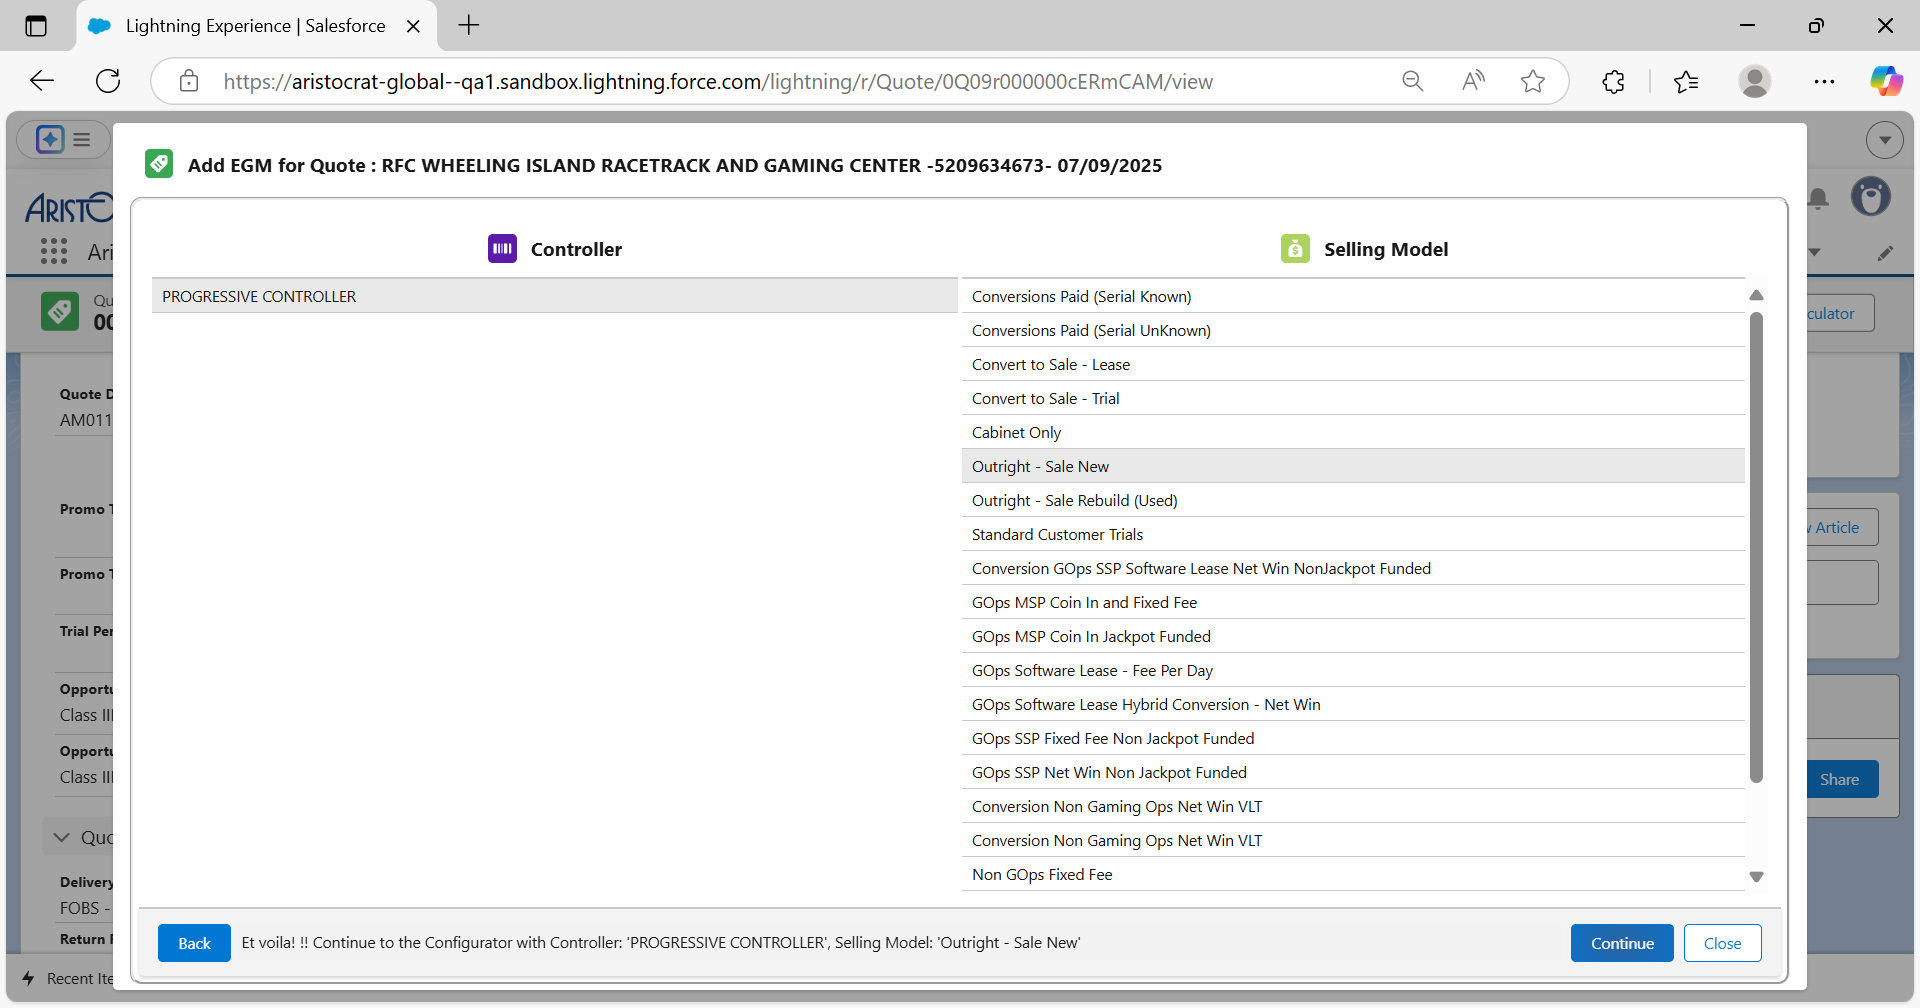 Lightning Experience | Salesforce
https://aristocrat-global--qa1.sandbox.lightning.force.com/lightning/r/Quote/0Q09r000000cERmCAM/view
Add EGM for Quote : RFC WHEELING ISLAND RACETRACK AND GAMING CENTER -5209634673- 07/09/2025
ARISTO
Ari
Qu
00
culator
Controller
Selling Model
PROGRESSIVE CONTROLLER
Conversions Paid (Serial Known)
Conversions Paid (Serial UnKnown)
Convert to Sale - Lease
Convert to Sale - Trial
Cabinet Only
Outright - Sale New
Outright - Sale Rebuild (Used)
Standard Customer Trials
Conversion GOps SSP Software Lease Net Win NonJackpot Funded
GOps MSP Coin In and Fixed Fee
GOps MSP Coin In Jackpot Funded
GOps Software Lease - Fee Per Day
GOps Software Lease Hybrid Conversion - Net Win
GOps SSP Fixed Fee Non Jackpot Funded
GOps SSP Net Win Non Jackpot Funded
Conversion Non Gaming Ops Net Win VLT
Conversion Non Gaming Ops Net Win VLT
Non GOps Fixed Fee
Quote D
AM011
Promo T
Promo T
Trial Per
Opportu
Class III
Opportu
Class III
Quo
Delivery
FOBS -
Return F
w Article
Share
Back
Et voila! !! Continue to the Configurator with Controller: 'PROGRESSIVE CONTROLLER', Selling Model: 'Outright - Sale New'
Continue
Close
Recent Ite